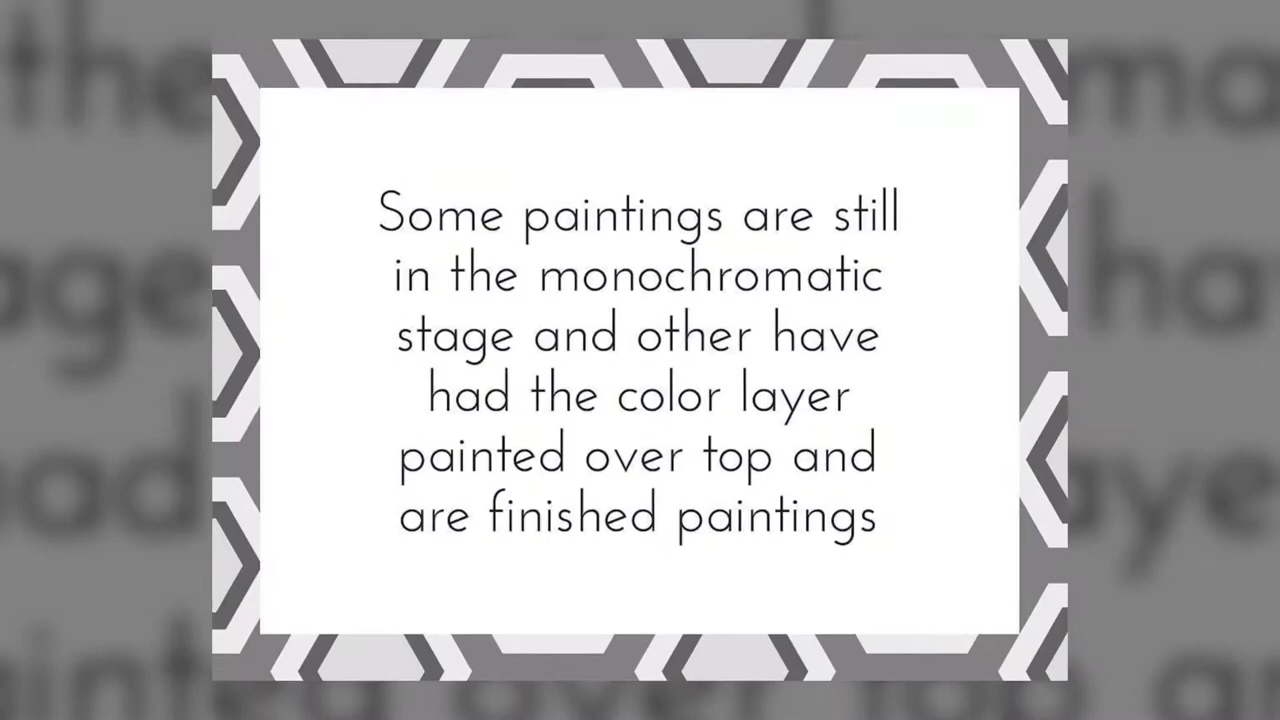 Some paintings are still
in the monochromatic
stage and other have
had the color layer
painted over top and
are finished paintings